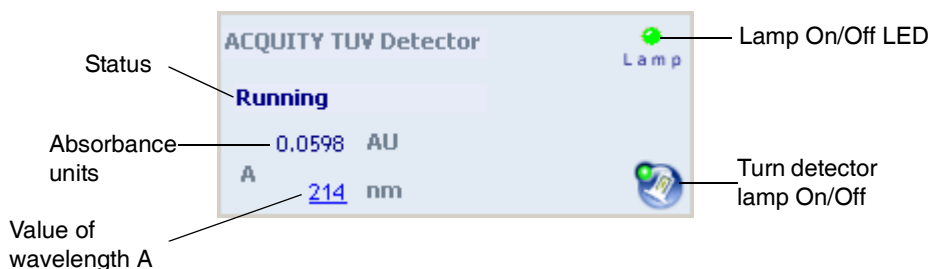 ACQUITY TUV Detector
Lamp
Lamp On/Off LED
Status
Running
Absorbance
units
0.0598 AU
A
214 nm
Turn detector
lamp On/Off
Value of
wavelength A